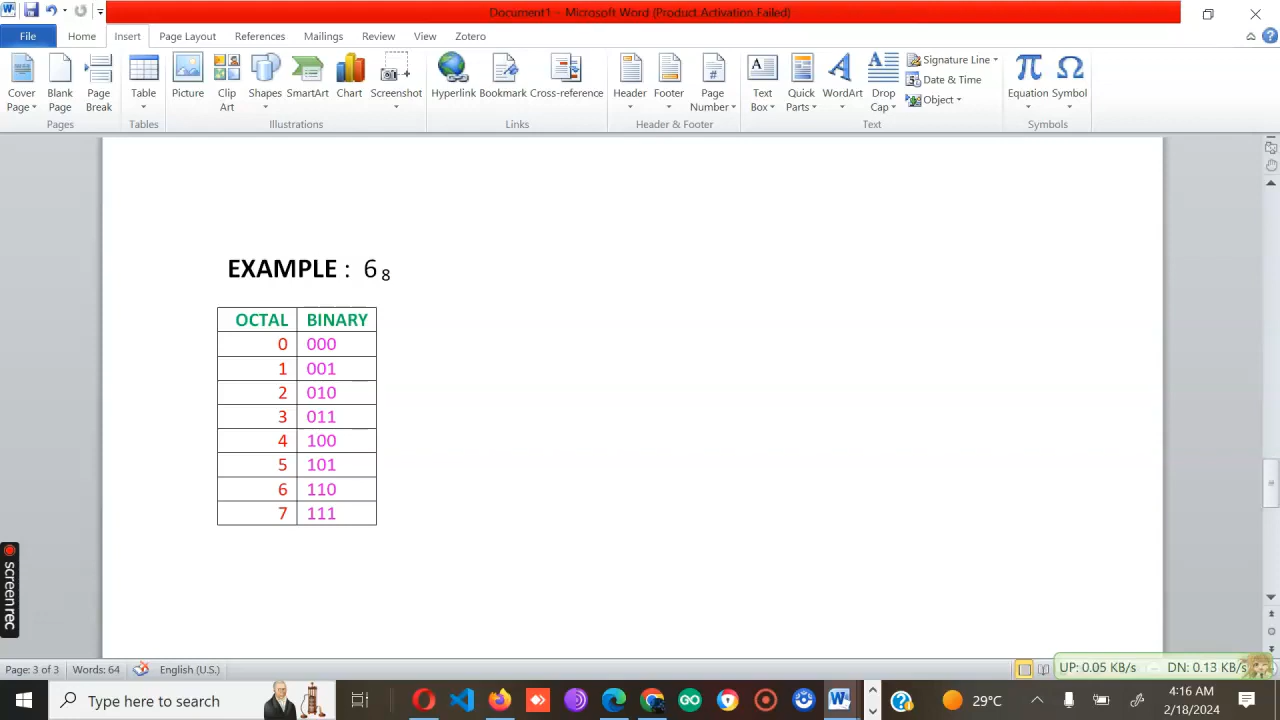 Document1 - Microsoft Word (Product Activation Failed)
File Home Insert Page Layout References Mailings Review View Zotero
Cover Page
Blank Page
Page Break
Pages
Table
Tables
Picture
Clip Art
Shapes
SmartArt
Chart
Screenshot
Illustrations
Hyperlink
Bookmark
Cross-reference
Links
Header
Footer
Page Number
Header & Footer
Text Box
Quick Parts
WordArt
Drop Cap
Signature Line
Date & Time
Object
Text
Equation
Symbol
Symbols
EXAMPLE : 6 8
OCTAL BINARY
0 000
1 001
2 010
3 011
4 100
5 101
6 110
7 111
screen rec
Page: 3 of 3 Words: 64 English (U.S.)
UP: 0.05 KB/s - DN: 0.13 KB/s
Type here to search
29°C
4:16 AM
2/18/2024